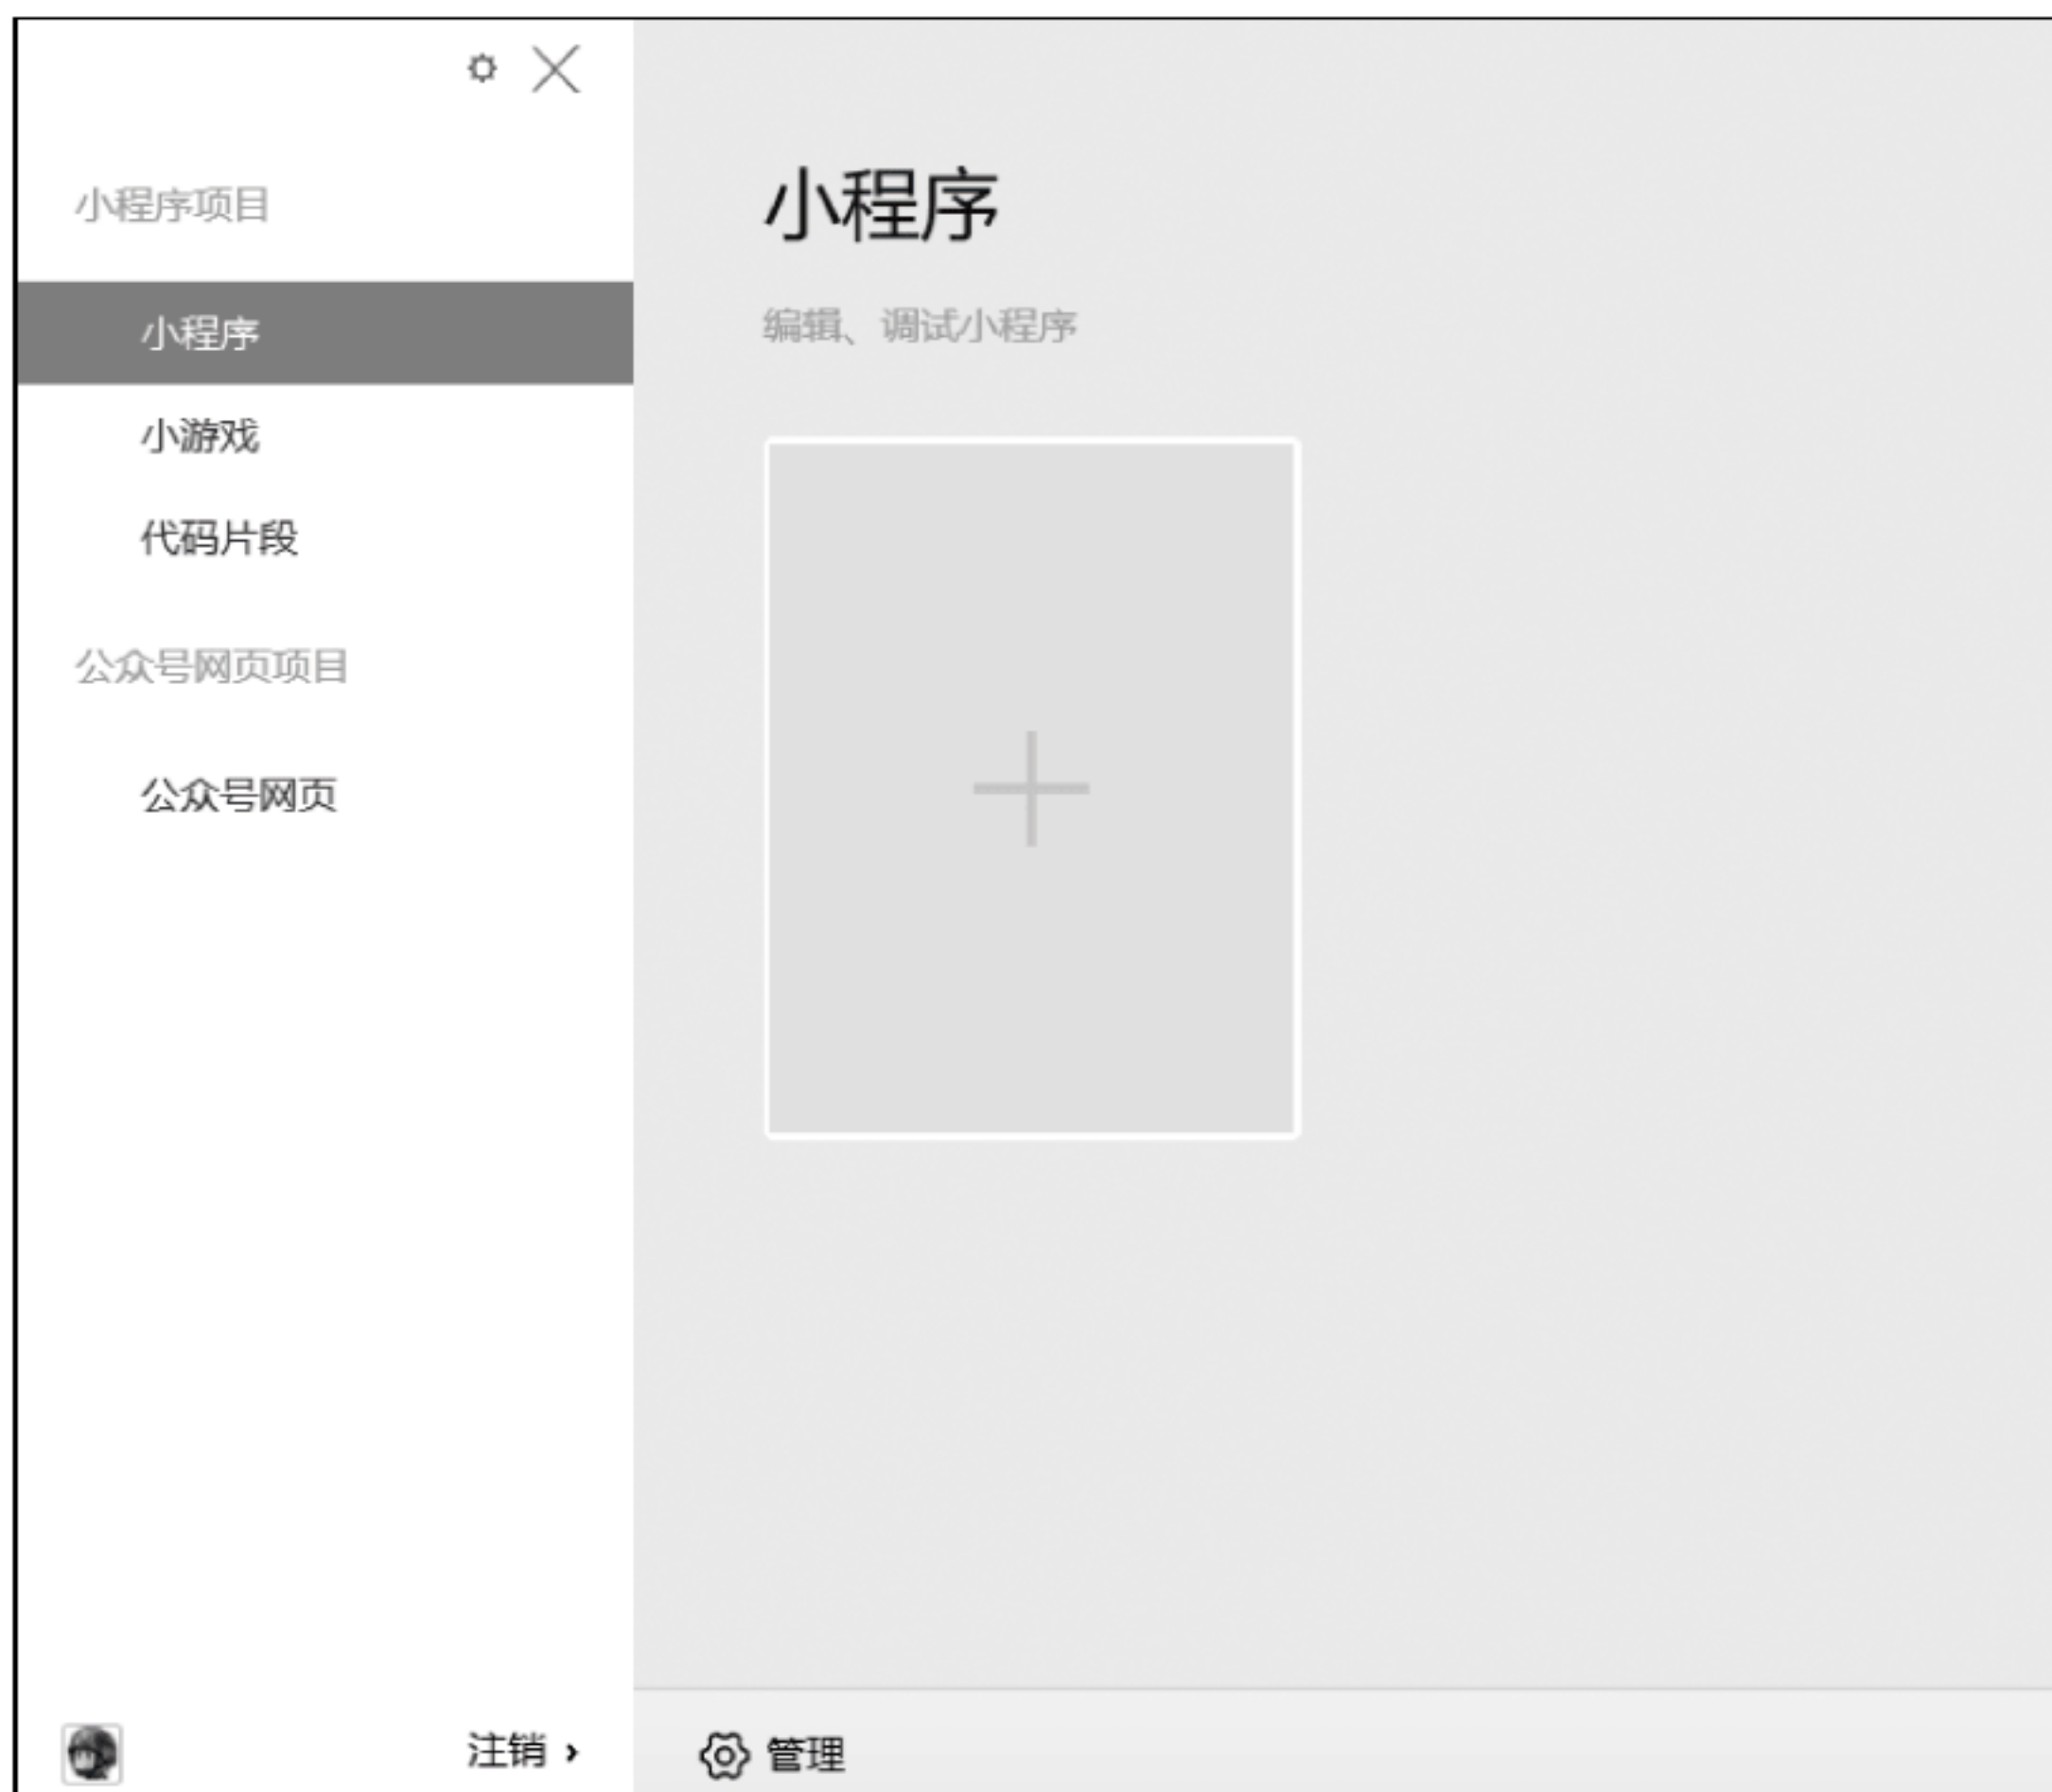 小程序项目
小程序
小游戏
代码片段
公众号网页项目
公众号网页
注销 ›
小程序
编辑、调试小程序
管理